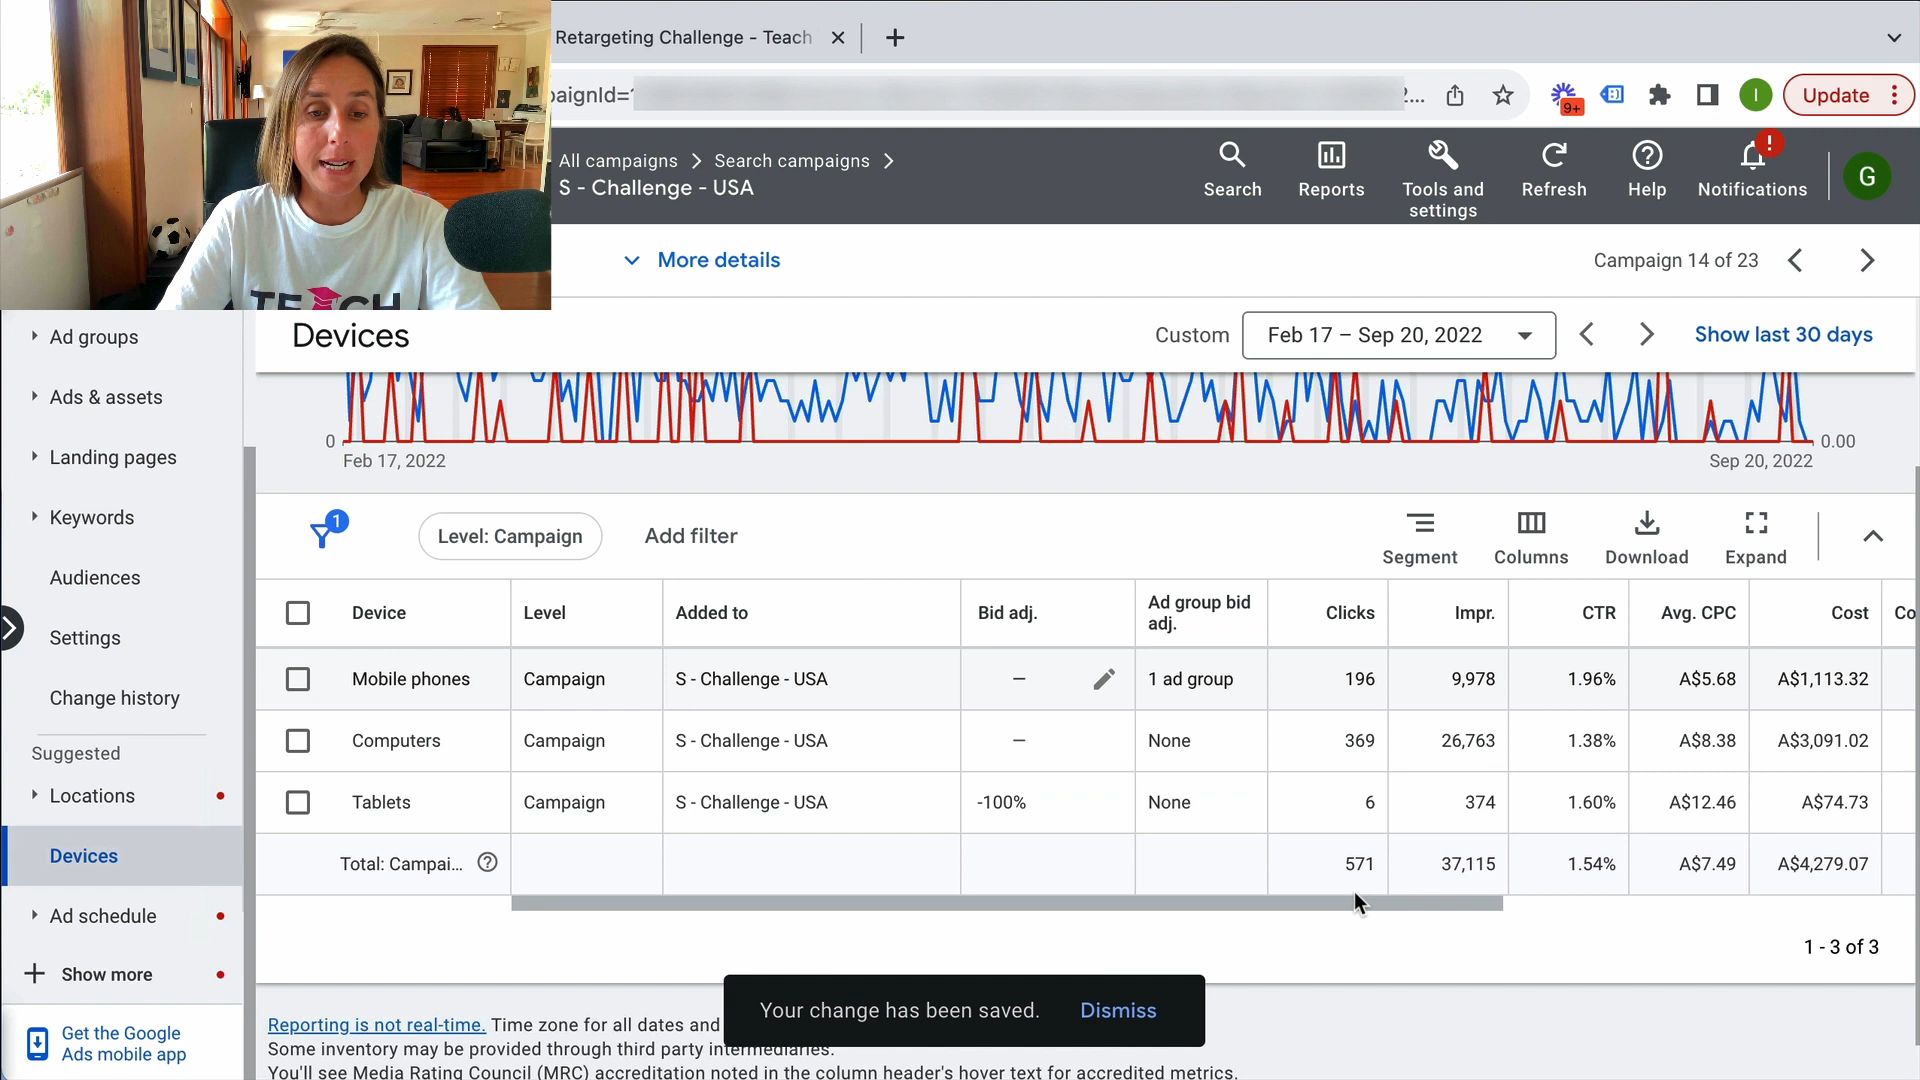 Retargeting Challenge - Teach
paignId=
...
9+
I
Update
All campaigns
Search campaigns
S - Challenge - USA
Search
Reports
Tools and settings
Refresh
Help
!
Notifications
G
TEACH
More details
Campaign 14 of 23
Devices
Custom
Feb 17 – Sep 20, 2022
Show last 30 days
Ad groups
Ads & assets
Landing pages
Keywords
Audiences
Settings
Change history
Suggested
Locations
Devices
Ad schedule
Show more
Get the Google
Ads mobile app
0
0.00
Feb 17, 2022
Sep 20, 2022
1
Level: Campaign
Add filter
Segment
Columns
Download
Expand
Device Level Added to Bid adj. Ad group bid adj. Clicks Impr. CTR Avg. CPC Cost Co
Mobile phones Campaign S - Challenge - USA — 1 ad group 196 9,978 1.96% A$5.68 A$1,113.32
Computers Campaign S - Challenge - USA — None 369 26,763 1.38% A$8.38 A$3,091.02
Tablets Campaign S - Challenge - USA -100% None 6 374 1.60% A$12.46 A$74.73
Total: Campai... 571 37,115 1.54% A$7.49 A$4,279.07
1 - 3 of 3
Your change has been saved. Dismiss
Reporting is not real-time. Time zone for all dates and
Some inventory may be provided through third party intermediaries.
You'll see Media Rating Council (MRC) accreditation noted in the column header's hover text for accredited metrics.